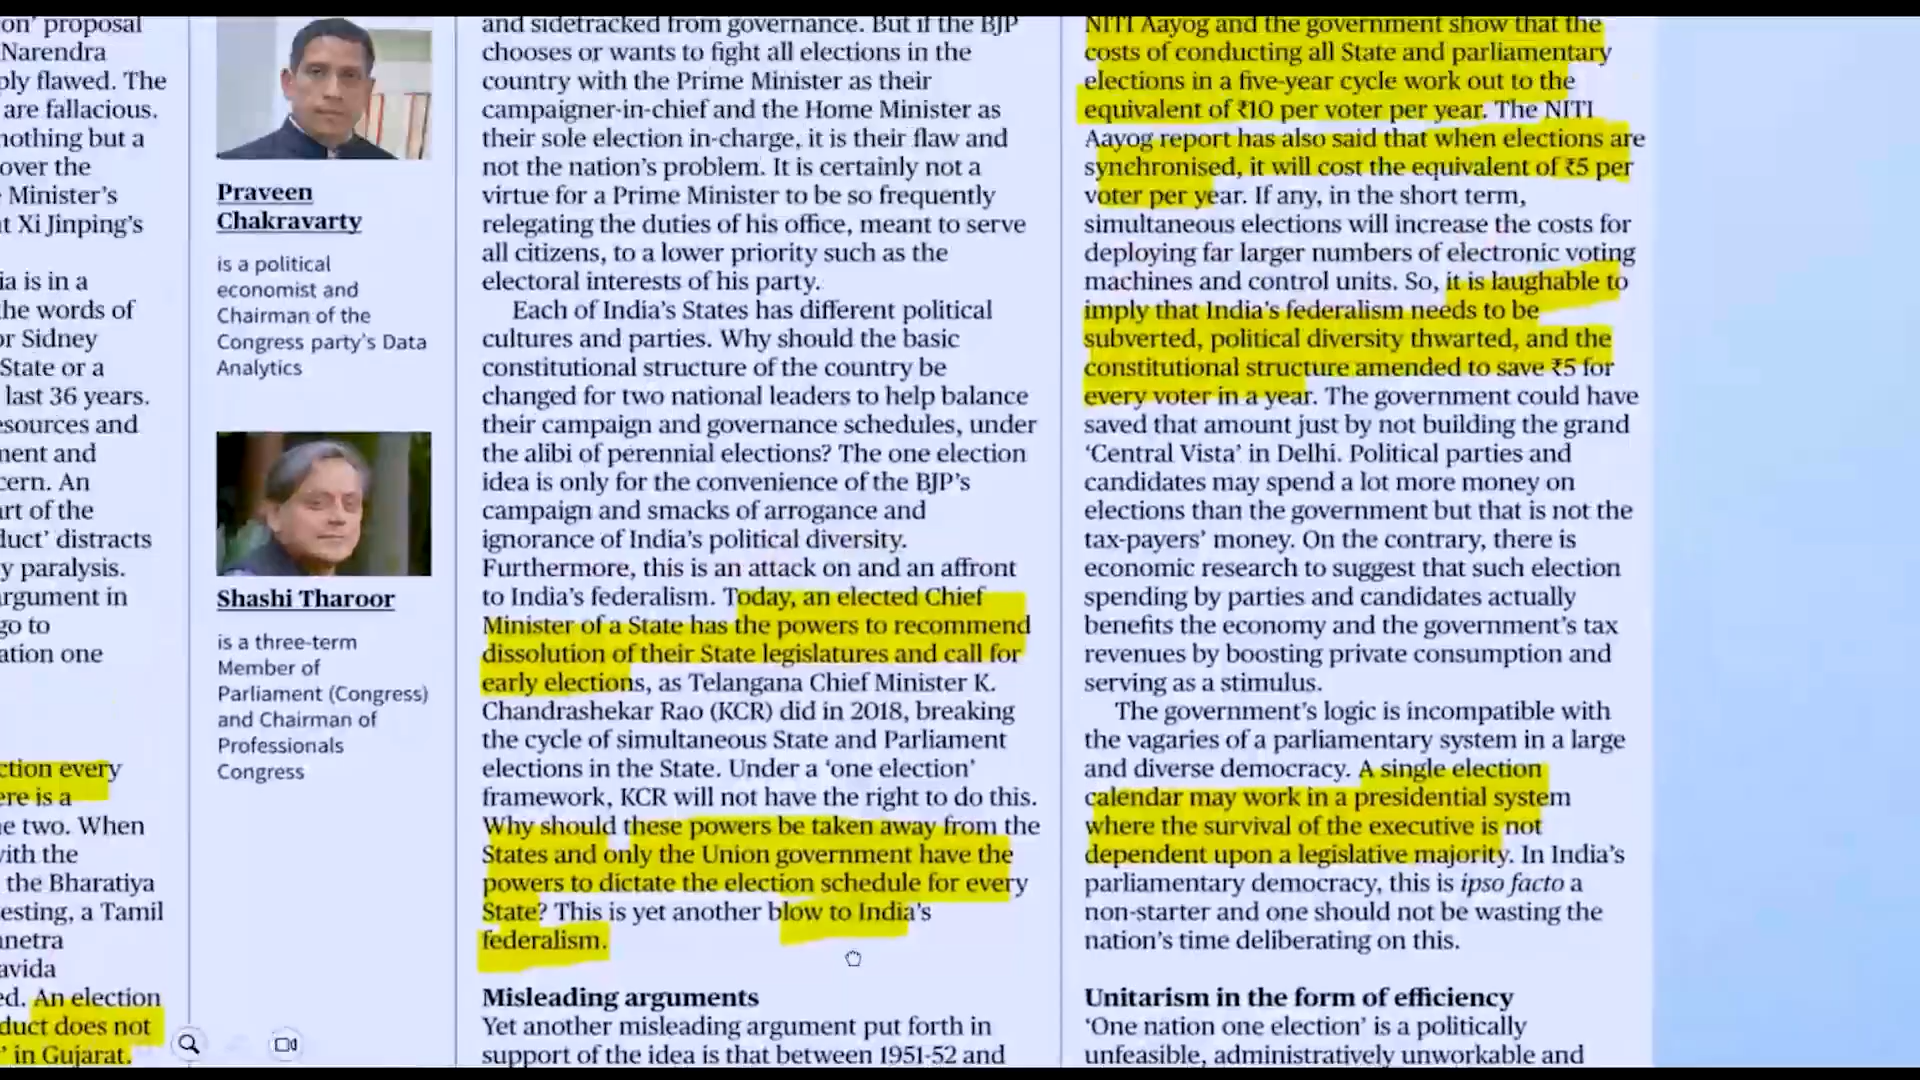 on’ proposal
Narendra
ply flawed. The
are fallacious.
nothing but a
over the
Minister’s
t Xi Jinping’s
ia is in a
the words of
or Sidney
State or a
last 36 years.
esources and
ment and
cern. An
art of the
duct’ distracts
y paralysis.
argument in
go to
ation one
ction every
ere is a
e two. When
with the
the Bharatiya
esting, a Tamil
anetra
avida
ed. An election
duct does not
’ in Gujarat.
Praveen
Chakravarty
is a political
economist and
Chairman of the
Congress party’s Data
Analytics
Shashi Tharoor
is a three-term
Member of
Parliament (Congress)
and Chairman of
Professionals
Congress
and sidetracked from governance. But if the BJP
chooses or wants to fight all elections in the
country with the Prime Minister as their
campaigner-in-chief and the Home Minister as
their sole election in-charge, it is their flaw and
not the nation’s problem. It is certainly not a
virtue for a Prime Minister to be so frequently
relegating the duties of his office, meant to serve
all citizens, to a lower priority such as the
electoral interests of his party.
Each of India’s States has different political
cultures and parties. Why should the basic
constitutional structure of the country be
changed for two national leaders to help balance
their campaign and governance schedules, under
the alibi of perennial elections? The one election
idea is only for the convenience of the BJP’s
campaign and smacks of arrogance and
ignorance of India’s political diversity.
Furthermore, this is an attack on and an affront
to India’s federalism. Today, an elected Chief
Minister of a State has the powers to recommend
dissolution of their State legislatures and call for
early elections, as Telangana Chief Minister K.
Chandrashekar Rao (KCR) did in 2018, breaking
the cycle of simultaneous State and Parliament
elections in the State. Under a ‘one election’
framework, KCR will not have the right to do this.
Why should these powers be taken away from the
States and only the Union government have the
powers to dictate the election schedule for every
State? This is yet another blow to India’s
federalism.
Misleading arguments
Yet another misleading argument put forth in
support of the idea is that between 1951-52 and
NITI Aayog and the government show that the
costs of conducting all State and parliamentary
elections in a five-year cycle work out to the
equivalent of ₹10 per voter per year. The NITI
Aayog report has also said that when elections are
synchronised, it will cost the equivalent of ₹5 per
voter per year. If any, in the short term,
simultaneous elections will increase the costs for
deploying far larger numbers of electronic voting
machines and control units. So, it is laughable to
imply that India’s federalism needs to be
subverted, political diversity thwarted, and the
constitutional structure amended to save ₹5 for
every voter in a year. The government could have
saved that amount just by not building the grand
‘Central Vista’ in Delhi. Political parties and
candidates may spend a lot more money on
elections than the government but that is not the
tax-payers’ money. On the contrary, there is
economic research to suggest that such election
spending by parties and candidates actually
benefits the economy and the government’s tax
revenues by boosting private consumption and
serving as a stimulus.
The government’s logic is incompatible with
the vagaries of a parliamentary system in a large
and diverse democracy. A single election
calendar may work in a presidential system
where the survival of the executive is not
dependent upon a legislative majority. In India’s
parliamentary democracy, this is ipso facto a
non-starter and one should not be wasting the
nation’s time deliberating on this.
Unitarism in the form of efficiency
‘One nation one election’ is a politically
unfeasible, administratively unworkable and